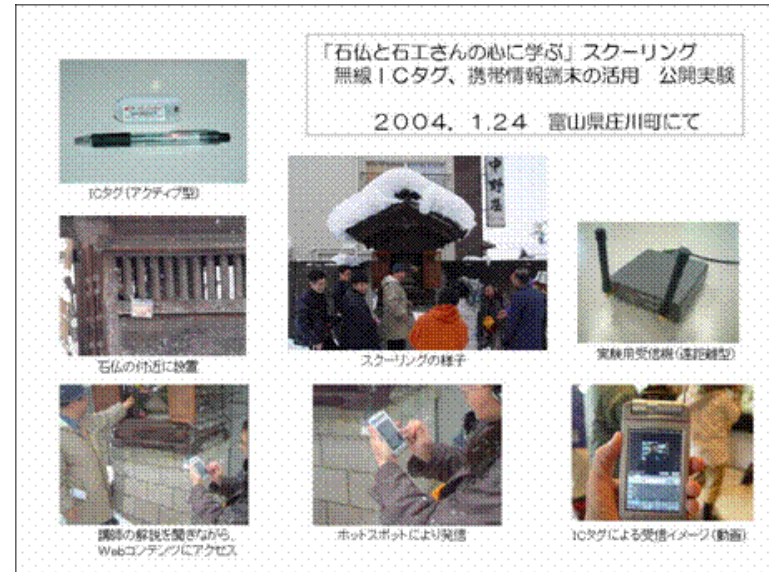 「石仏と石工さんの心に学ぶ」スクーリング
無線ICタグ、携帯情報端末の活用　公開実験
2004．1.24　富山県庄川町にて
ICタグ(アクティブ型)
中野屋
スクーリングの様子
石仏の付近に設置
実験用受信機(遠距離型)
講師の解説を聞きながら、
Webコンテンツにアクセス
ホットスポットにより発信
ICタグによる受信イメージ(動画)